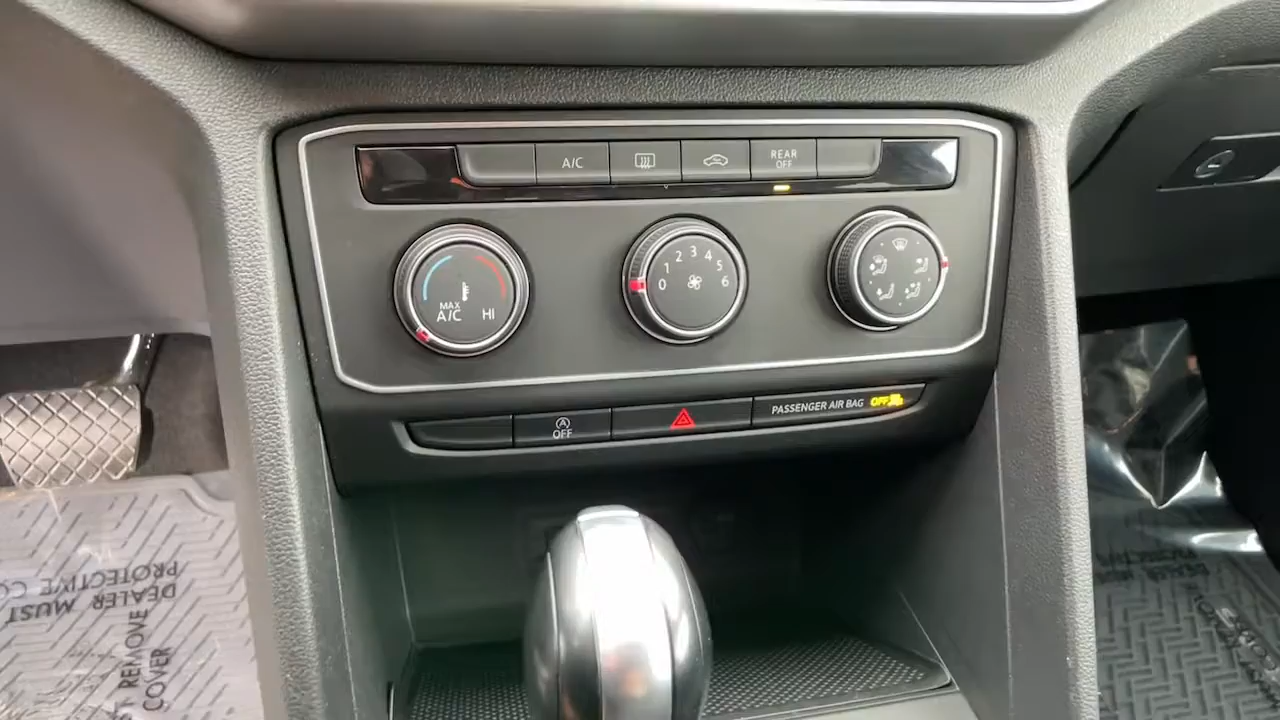 A/C
REAR
OFF
MAX
A/C
HI
0 1 2 3 4 5 6
A
OFF
PASSENGER AIR BAG OFF
PROTECTIVE
DEALER MUST
REMOVE
COVER